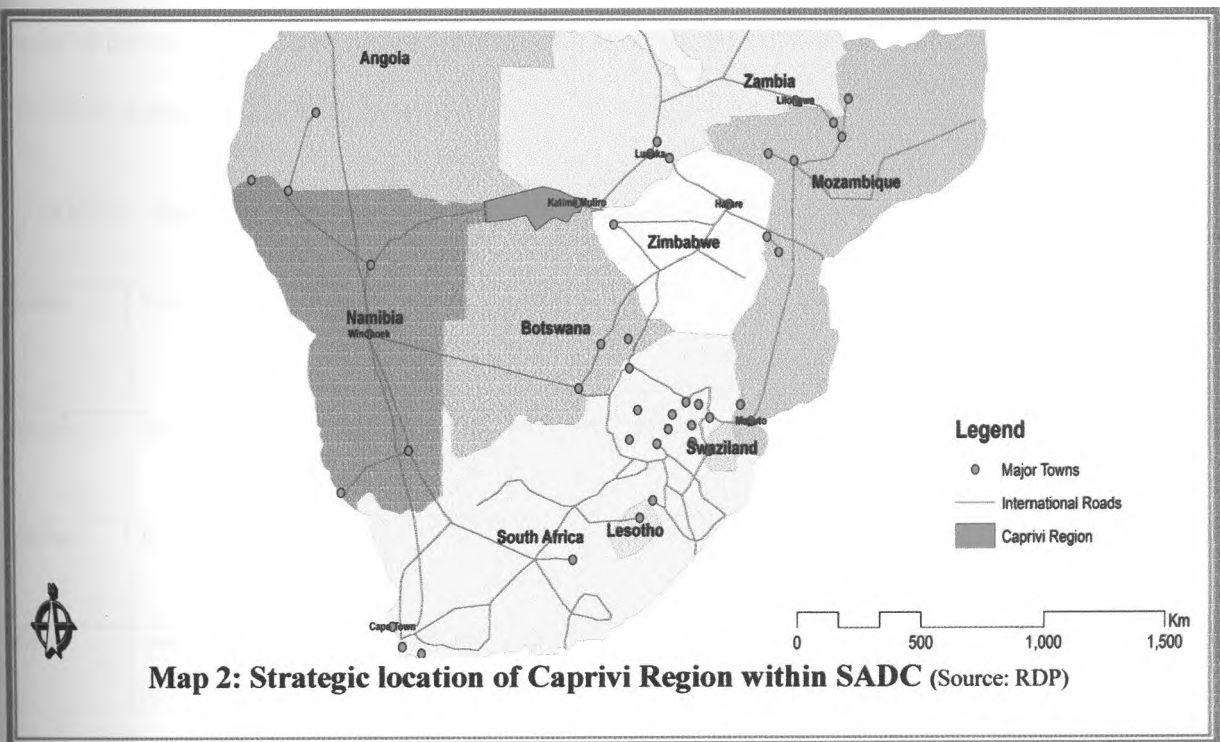 Angola
Zambia
Lilongwe
Lusaka
Mozambique
Katima Muliro
Harare
Zimbabwe
Namibia
Windhoek
Botswana
Maputo
Swaziland
South Africa
Lesotho
Cape Town
Legend
Major Towns
International Roads
Caprivi Region
Km
0 500 1,000 1,500
Map 2: Strategic location of Caprivi Region within SADC (Source: RDP)